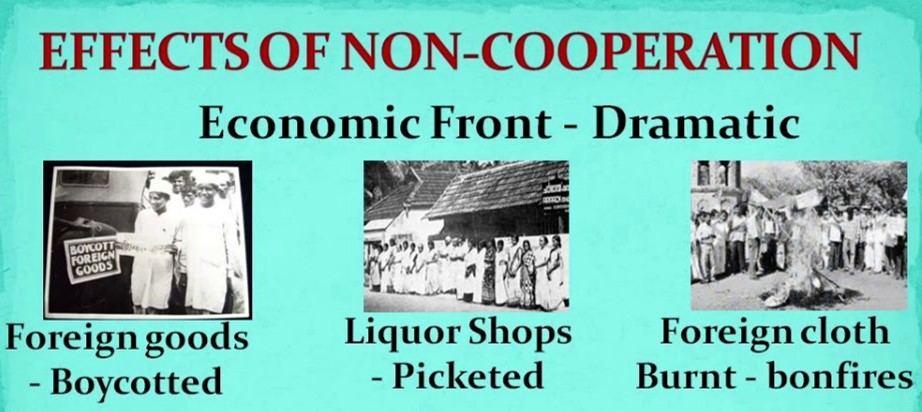 EFFECTS OF NON-COOPERATION
Economic Front - Dramatic
BOYCOTT
FOREIGN
GOODS
Foreign goods
- Boycotted
Liquor Shops
- Picketed
Foreign cloth
Burnt - bonfires